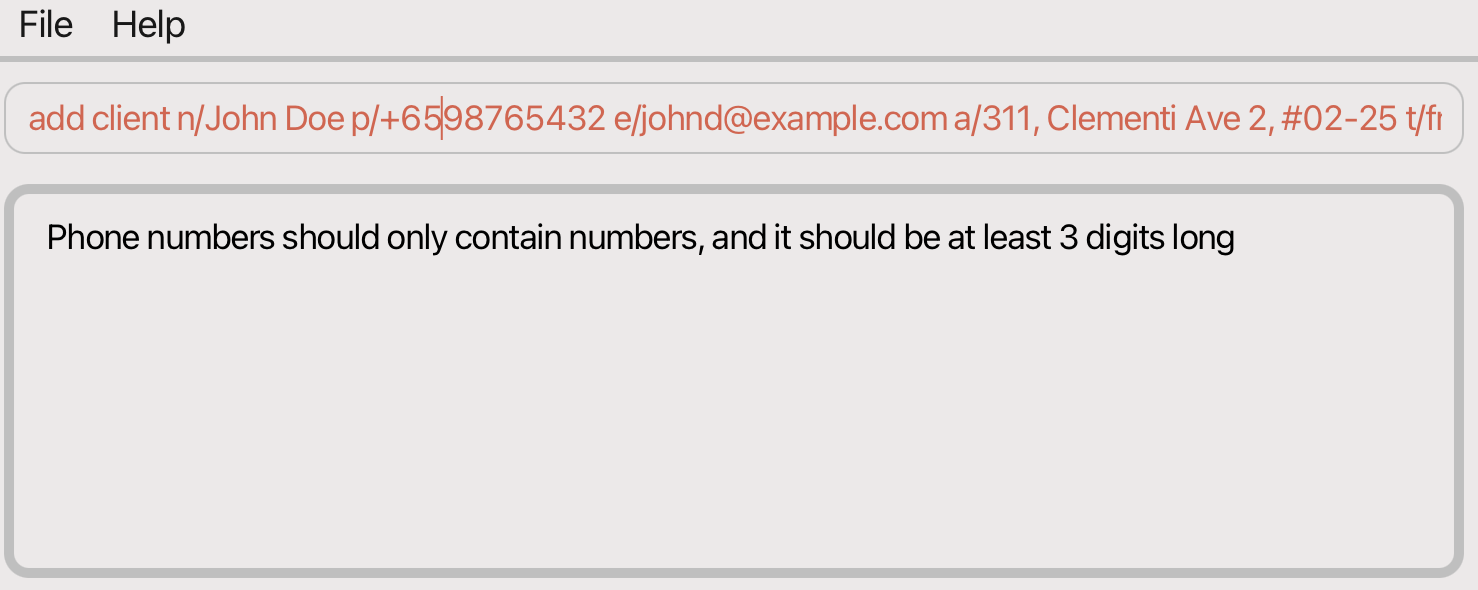 File Help
add client n/John Doe p/+6598765432 e/johnd@example.com a/311, Clementi Ave 2, #02-25 t/fr
Phone numbers should only contain numbers, and it should be at least 3 digits long